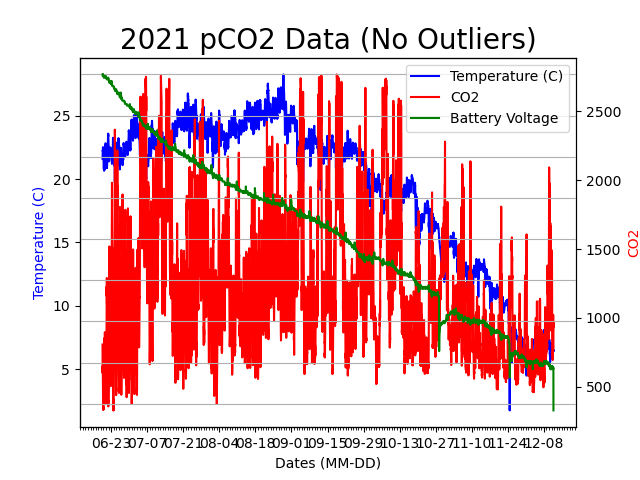 2021 pCO2 Data (No Outliers)
Temperature (C)
CO2
Battery Voltage
25
20
15
10
5
Temperature (C)
2500
2000
1500
1000
500
CO2
06-23 07-07 07-21 08-04 08-18 09-01 09-15 09-29 10-13 10-27 11-10 11-24 12-08
Dates (MM-DD)